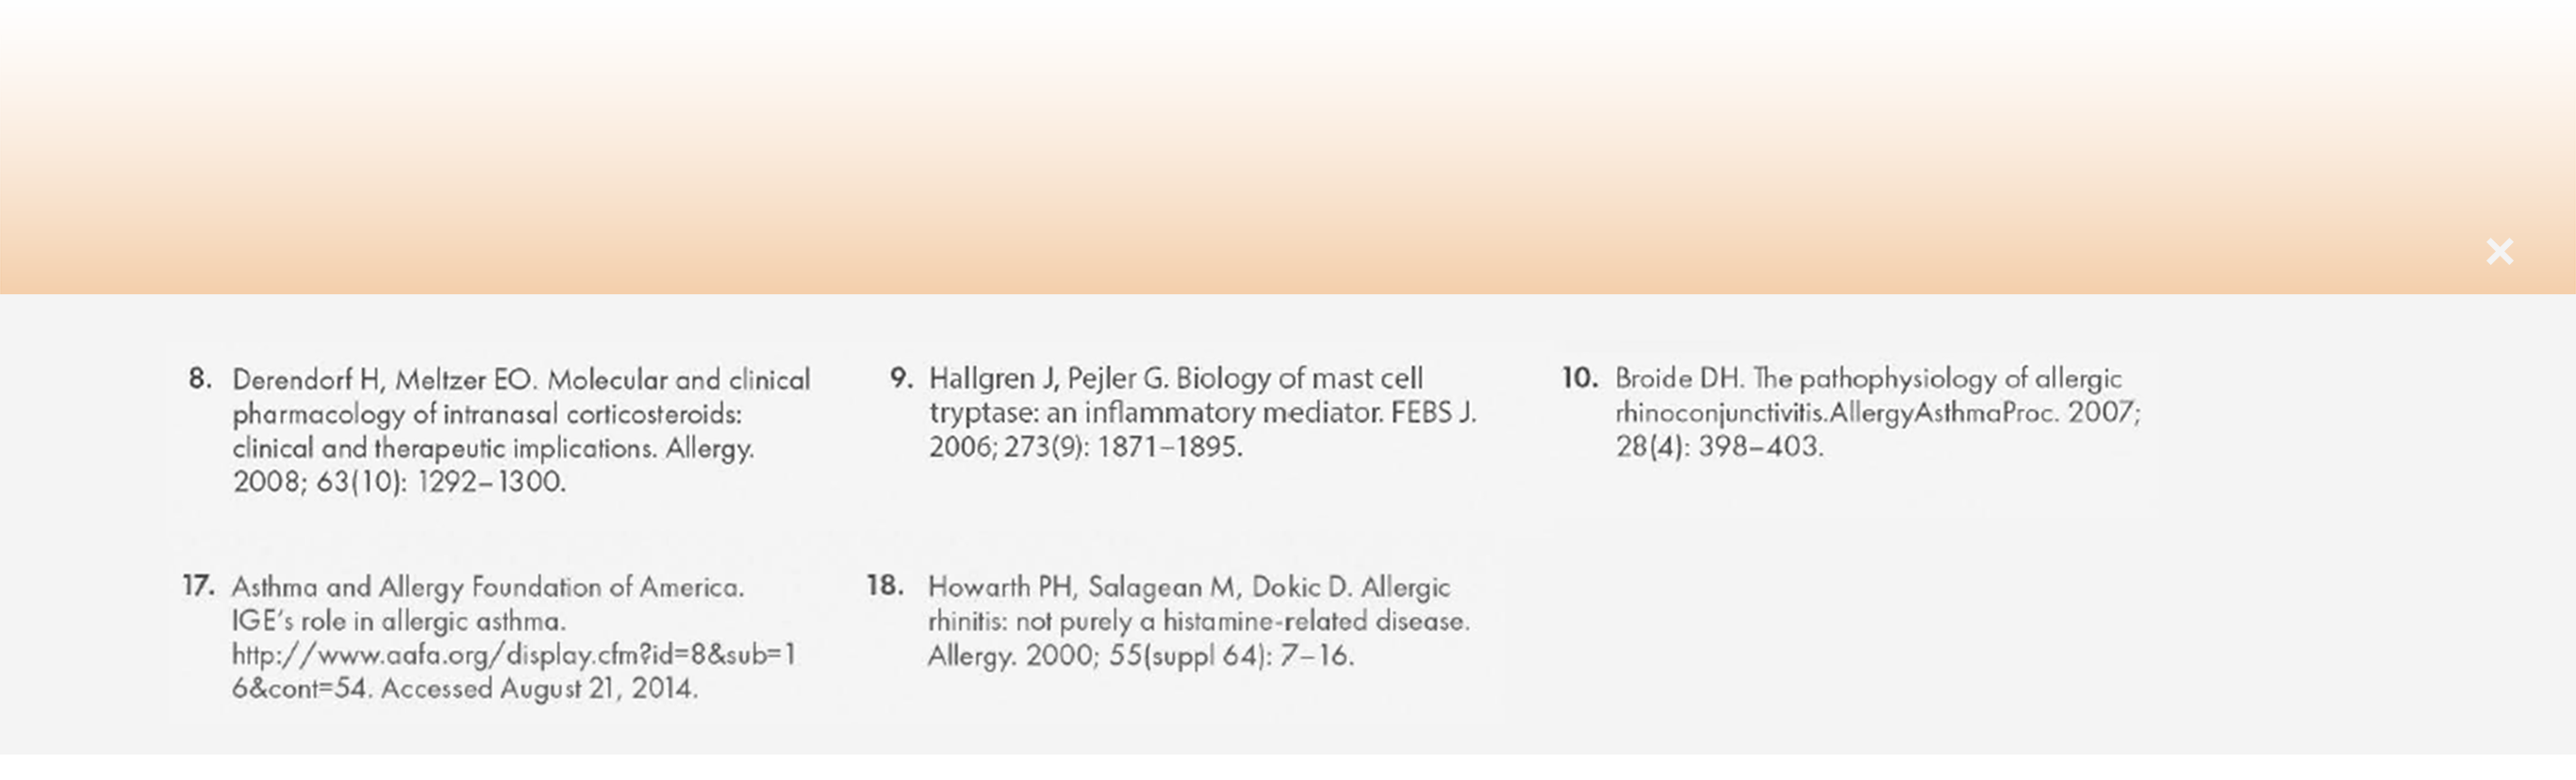 8. Derendorf H, Meltzer EO. Molecular and clinical
pharmacology of intranasal corticosteroids:
clinical and therapeutic implications. Allergy.
2008; 63(10): 1292–1300.
9. Hallgren J, Pejler G. Biology of mast cell
tryptase: an inflammatory mediator. FEBS J.
2006; 273(9): 1871–1895.
10. Broide DH. The pathophysiology of allergic
rhinoconjunctivitis.AllergyAsthmaProc. 2007;
28(4): 398–403.
17. Asthma and Allergy Foundation of America.
IGE’s role in allergic asthma.
http://www.aafa.org/display.cfm?id=8&sub=1
6&cont=54. Accessed August 21, 2014.
18. Howarth PH, Salagean M, Dokic D. Allergic
rhinitis: not purely a histamine-related disease.
Allergy. 2000; 55(suppl 64): 7–16.